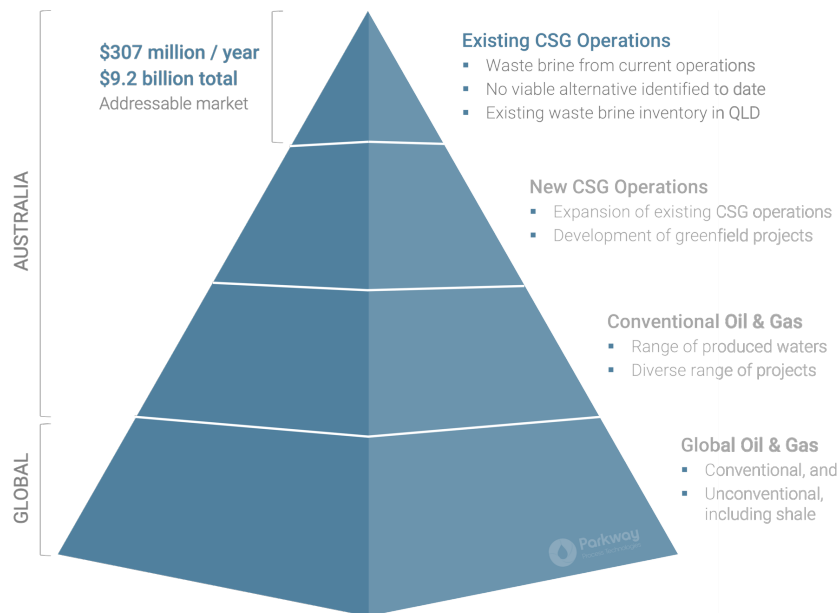 $307 million / year
$9.2 billion total
Addressable market
Existing CSG Operations
▪ Waste brine from current operations
▪ No viable alternative identified to date
▪ Existing waste brine inventory in QLD
AUSTRALIA
New CSG Operations
▪ Expansion of existing CSG operations
▪ Development of greenfield projects
Conventional Oil & Gas
▪ Range of produced waters
▪ Diverse range of projects
GLOBAL
Global Oil & Gas
▪ Conventional, and
▪ Unconventional,
including shale
Parkway